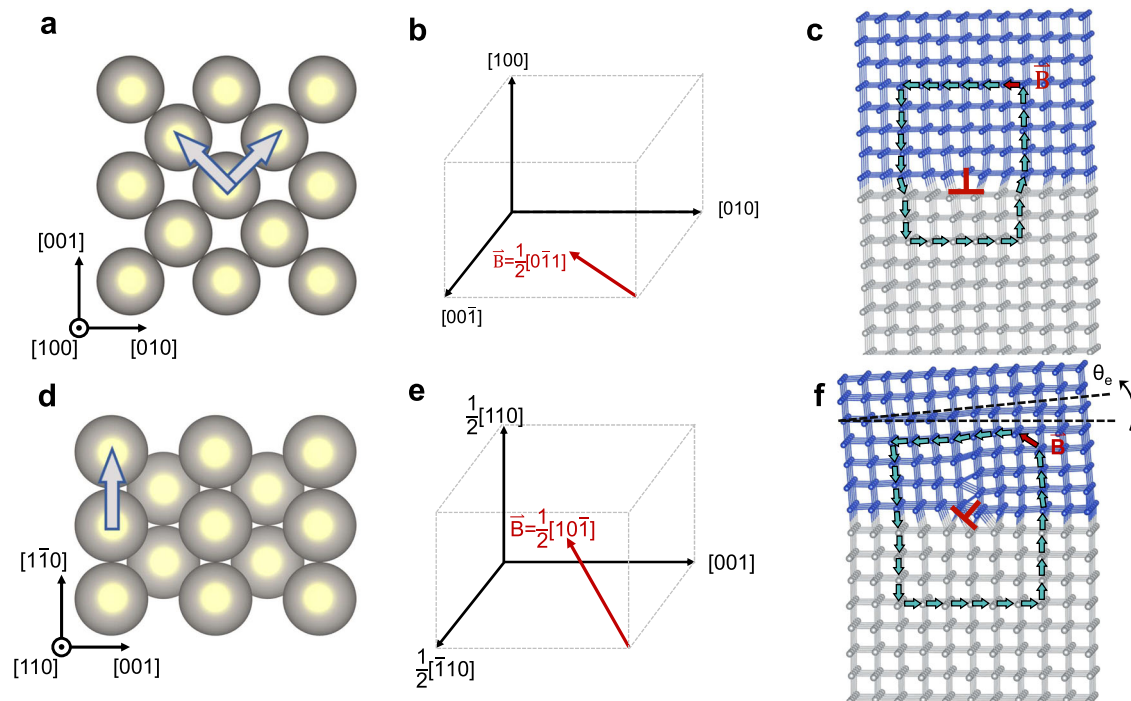 a
[001]
[100]
[010]
b
[100]
[010]
B⃗=1/2[01̄1]
[001̄]
c
B⃗
d
[11̄0]
[110]
[001]
e
1/2[110]
B⃗=1/2[101̄]
[001]
1/2[1̄10]
f
θe
B⃗